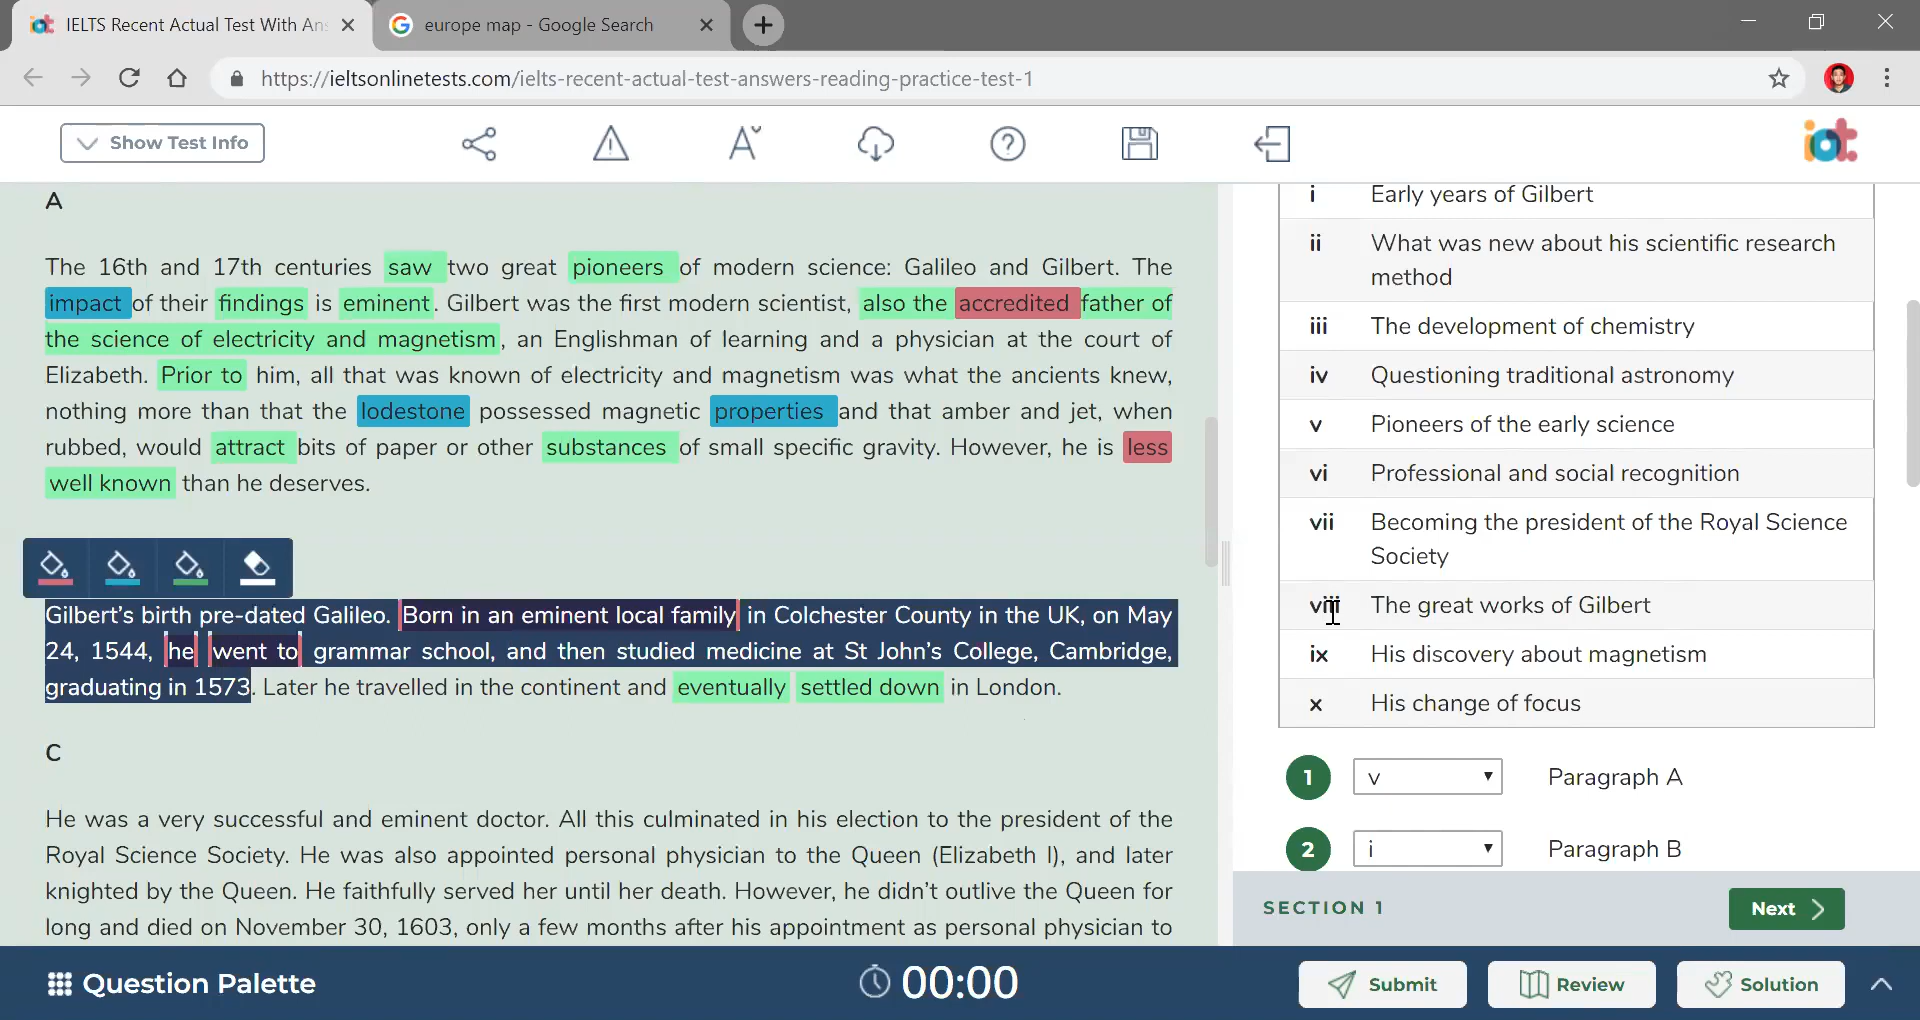 IELTS Recent Actual Test With An
europe map - Google Search
https://ieltsonlinetests.com/ielts-recent-actual-test-answers-reading-practice-test-1
Show Test Info
iot
A
The 16th and 17th centuries saw two great pioneers of modern science: Galileo and Gilbert. The
impact of their findings is eminent. Gilbert was the first modern scientist, also the accredited father of
the science of electricity and magnetism, an Englishman of learning and a physician at the court of
Elizabeth. Prior to him, all that was known of electricity and magnetism was what the ancients knew,
nothing more than that the lodestone possessed magnetic properties and that amber and jet, when
rubbed, would attract bits of paper or other substances of small specific gravity. However, he is less
well known than he deserves.
Gilbert's birth pre-dated Galileo. Born in an eminent local family in Colchester County in the UK, on May
24, 1544, he went to grammar school, and then studied medicine at St John's College, Cambridge,
graduating in 1573. Later he travelled in the continent and eventually settled down in London.
C
He was a very successful and eminent doctor. All this culminated in his election to the president of the
Royal Science Society. He was also appointed personal physician to the Queen (Elizabeth I), and later
knighted by the Queen. He faithfully served her until her death. However, he didn't outlive the Queen for
long and died on November 30, 1603, only a few months after his appointment as personal physician to
i Early years of Gilbert
ii What was new about his scientific research
method
iii The development of chemistry
iv Questioning traditional astronomy
v Pioneers of the early science
vi Professional and social recognition
vii Becoming the president of the Royal Science
Society
viii The great works of Gilbert
ix His discovery about magnetism
x His change of focus
1 v Paragraph A
2 i Paragraph B
SECTION 1
Next
Question Palette
00:00
Submit
Review
Solution